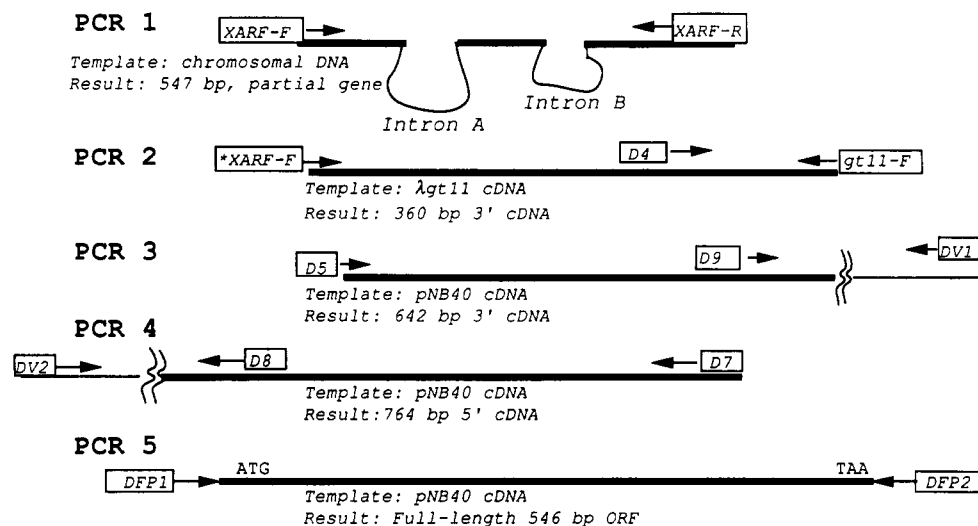 PCR 1
XARF-F
XARF-R
Template: chromosomal DNA
Result: 547 bp, partial gene
Intron A
Intron B
PCR 2
*XARF-F
D4
gt11-F
Template: λgt11 cDNA
Result: 360 bp 3' cDNA
PCR 3
D5
D9
DV1
Template: pNB40 cDNA
Result: 642 bp 3' cDNA
PCR 4
DV2
D8
D7
Template: pNB40 cDNA
Result:764 bp 5' cDNA
PCR 5
DFP1
ATG
TAA
DFP2
Template: pNB40 cDNA
Result: Full-length 546 bp ORF